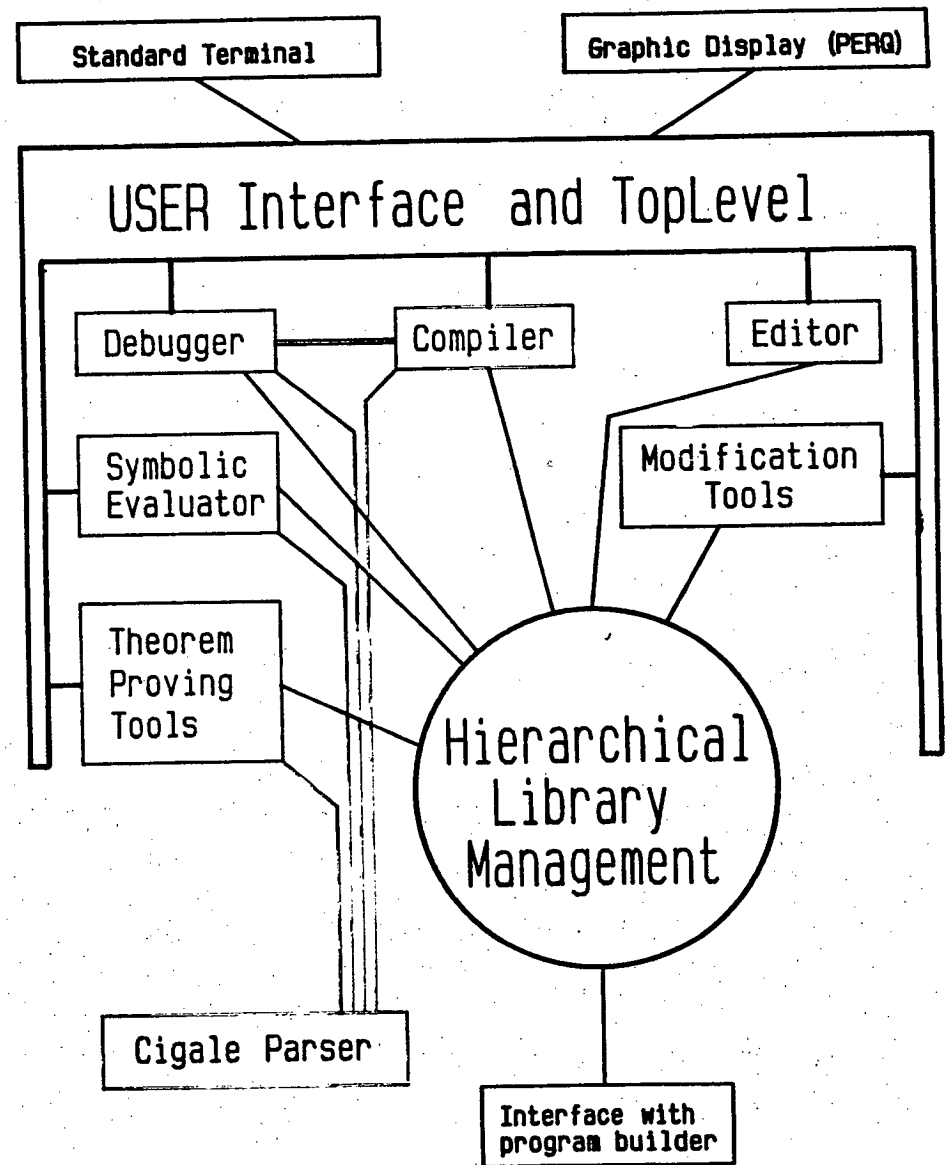 Standard Terminal
Graphic Display (PERQ)
USER Interface and TopLevel
Debugger
Compiler
Editor
Symbolic
Evaluator
Modification
Tools
Theorem
Proving
Tools
Hierarchical
Library
Management
Cigale Parser
Interface with
program builder